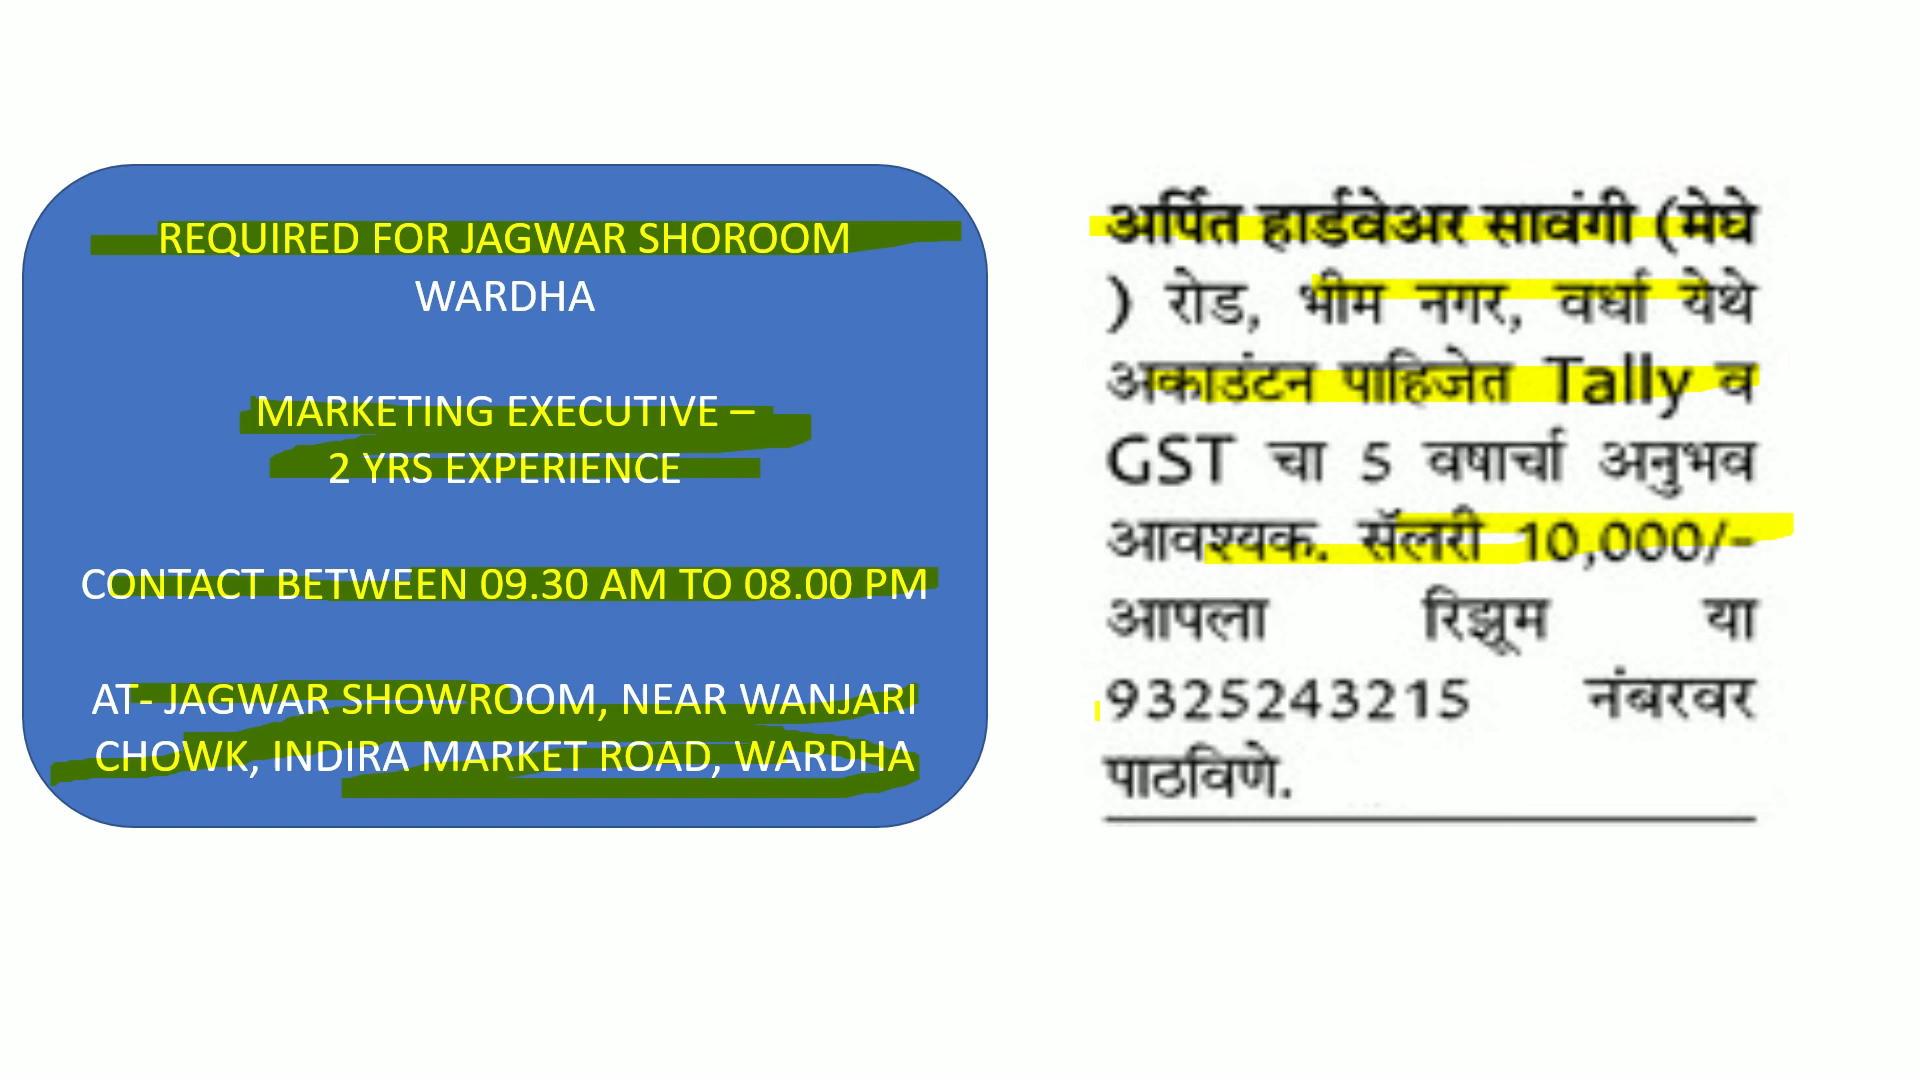 REQUIRED FOR JAGWAR SHOROOM
WARDHA
MARKETING EXECUTIVE –
2 YRS EXPERIENCE
CONTACT BETWEEN 09.30 AM TO 08.00 PM
AT- JAGWAR SHOWROOM, NEAR WANJARI
CHOWK, INDIRA MARKET ROAD, WARDHA
अर्पित हार्डवेअर सावंगी (मेघे
) रोड, भीम नगर, वर्धा येथे
अकाउंटन पाहिजेत Tally व
GST चा 5 वषार्चा अनुभव
आवश्यक. सॅलरी 10,000/-
आपला रिझूम या
9325243215 नंबरवर
पाठविणे.